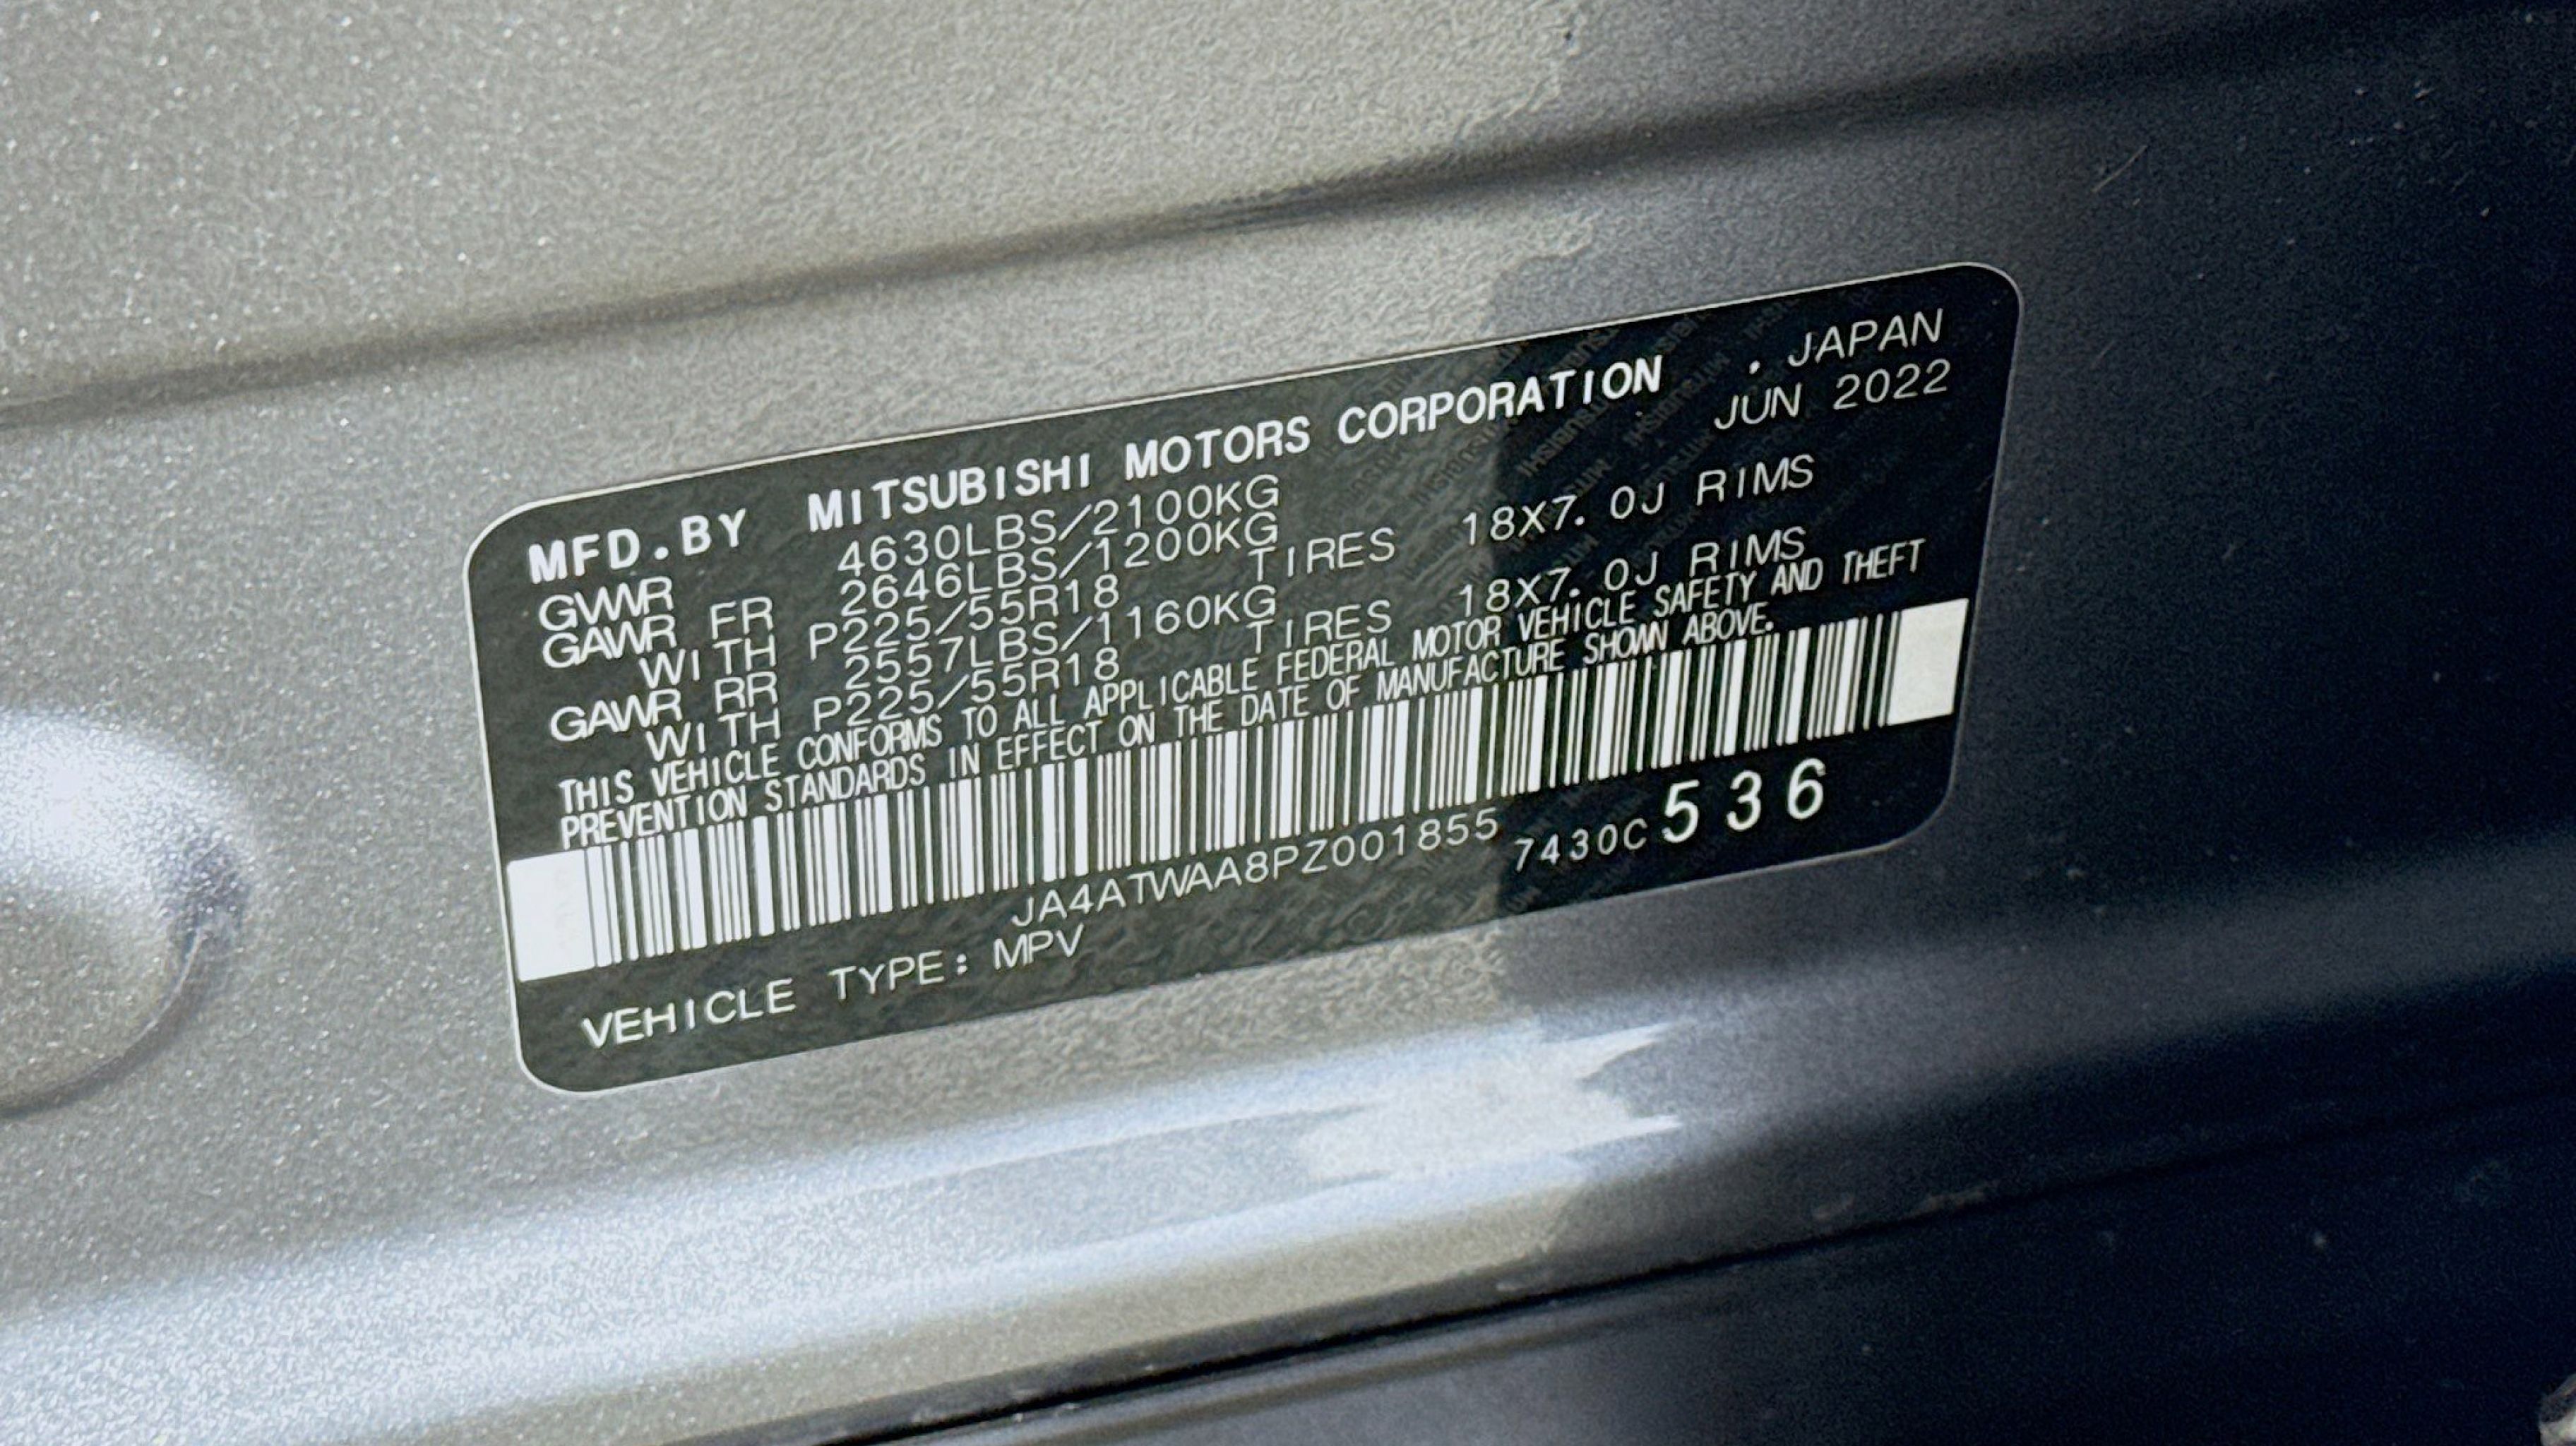 MFD.BY MITSUBISHI MOTORS CORPORATION . JAPAN
GVWR 4630LBS/2100KG JUN 2022
GAWR FR 2646LBS/1200KG
WITH P225/55R18 TIRES 18X7.0J RIMS
GAWR RR 2557LBS/1160KG
WITH P225/55R18 TIRES 18X7.0J RIMS
THIS VEHICLE CONFORMS TO ALL APPLICABLE FEDERAL MOTOR VEHICLE SAFETY AND THEFT
PREVENTION STANDARDS IN EFFECT ON THE DATE OF MANUFACTURE SHOWN ABOVE.
JA4ATWAA8PZ001855 7430C536
VEHICLE TYPE: MPV